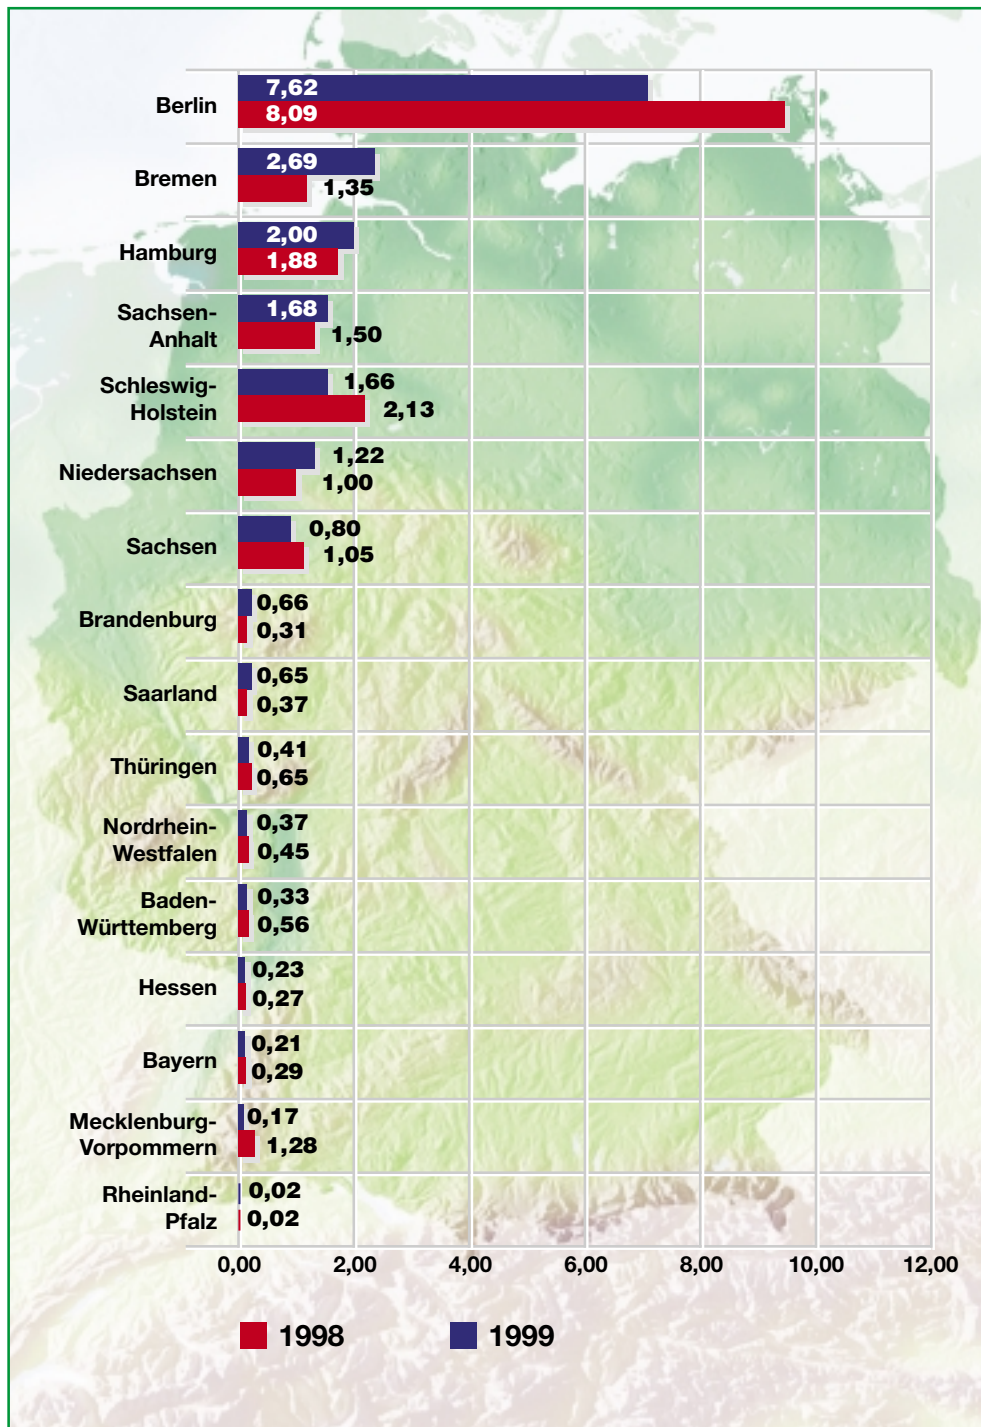 Berlin
7,62
8,09
Bremen
2,69
1,35
Hamburg
2,00
1,88
Sachsen-
Anhalt
1,68
1,50
Schleswig-
Holstein
1,66
2,13
Niedersachsen
1,22
1,00
Sachsen
0,80
1,05
Brandenburg
0,66
0,31
Saarland
0,65
0,37
Thüringen
0,41
0,65
Nordrhein-
Westfalen
0,37
0,45
Baden-
Württemberg
0,33
0,56
Hessen
0,23
0,27
Bayern
0,21
0,29
Mecklenburg-
Vorpommern
0,17
1,28
Rheinland-
Pfalz
0,02
0,02
0,00 2,00 4,00 6,00 8,00 10,00 12,00
1998 1999